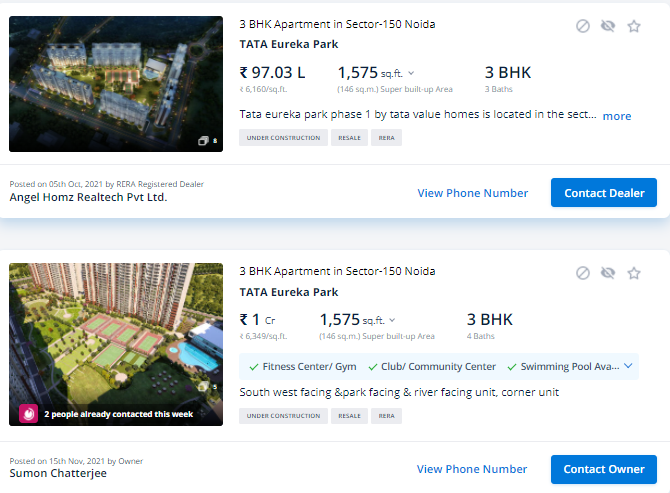 3 BHK Apartment in Sector-150 Noida
TATA Eureka Park
₹ 97.03 L 1,575 sq.ft. 3 BHK
₹ 6,160/sq.ft. (146 sq.m.) Super built-up Area 3 Baths
Tata eureka park phase 1 by tata value homes is located in the sect... more
8
UNDER CONSTRUCTION RESALE RERA
Posted on 05th Oct, 2021 by RERA Registered Dealer
Angel Homz Realtech Pvt Ltd.
View Phone Number Contact Dealer
3 BHK Apartment in Sector-150 Noida
TATA Eureka Park
₹ 1 Cr 1,575 sq.ft. 3 BHK
₹ 6,349/sq.ft. (146 sq.m.) Super built-up Area 4 Baths
Fitness Center/ Gym Club/ Community Center Swimming Pool Ava...
5
South west facing &park facing & river facing unit, corner unit
2 people already contacted this week
UNDER CONSTRUCTION RESALE RERA
Posted on 15th Nov, 2021 by Owner
Sumon Chatterjee
View Phone Number Contact Owner